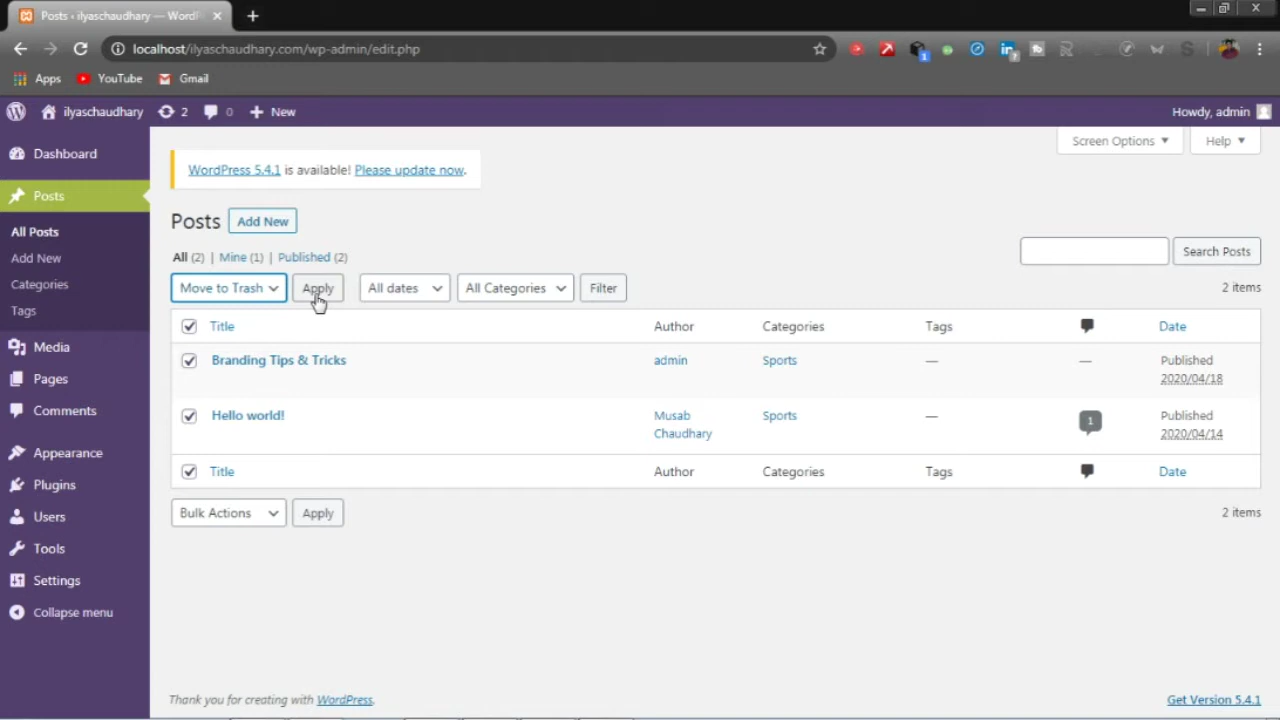 Posts ‹ ilyaschaudhary — WordP
localhost/ilyaschaudhary.com/wp-admin/edit.php
Apps YouTube Gmail
ilyaschaudhary 2 0 New Howdy, admin
Screen Options Help
Dashboard
Posts
All Posts
Add New
Categories
Tags
Media
Pages
Comments
Appearance
Plugins
Users
Tools
Settings
Collapse menu
WordPress 5.4.1 is available! Please update now.
Posts Add New
All (2) | Mine (1) | Published (2)
Search Posts
Move to Trash Apply All dates All Categories Filter 2 items
Title Author Categories Tags Date
Branding Tips & Tricks admin Sports — — Published
2020/04/18
Hello world! Musab Sports — 1 Published
Chaudhary 2020/04/14
Title Author Categories Tags Date
Bulk Actions Apply 2 items
Thank you for creating with WordPress. Get Version 5.4.1